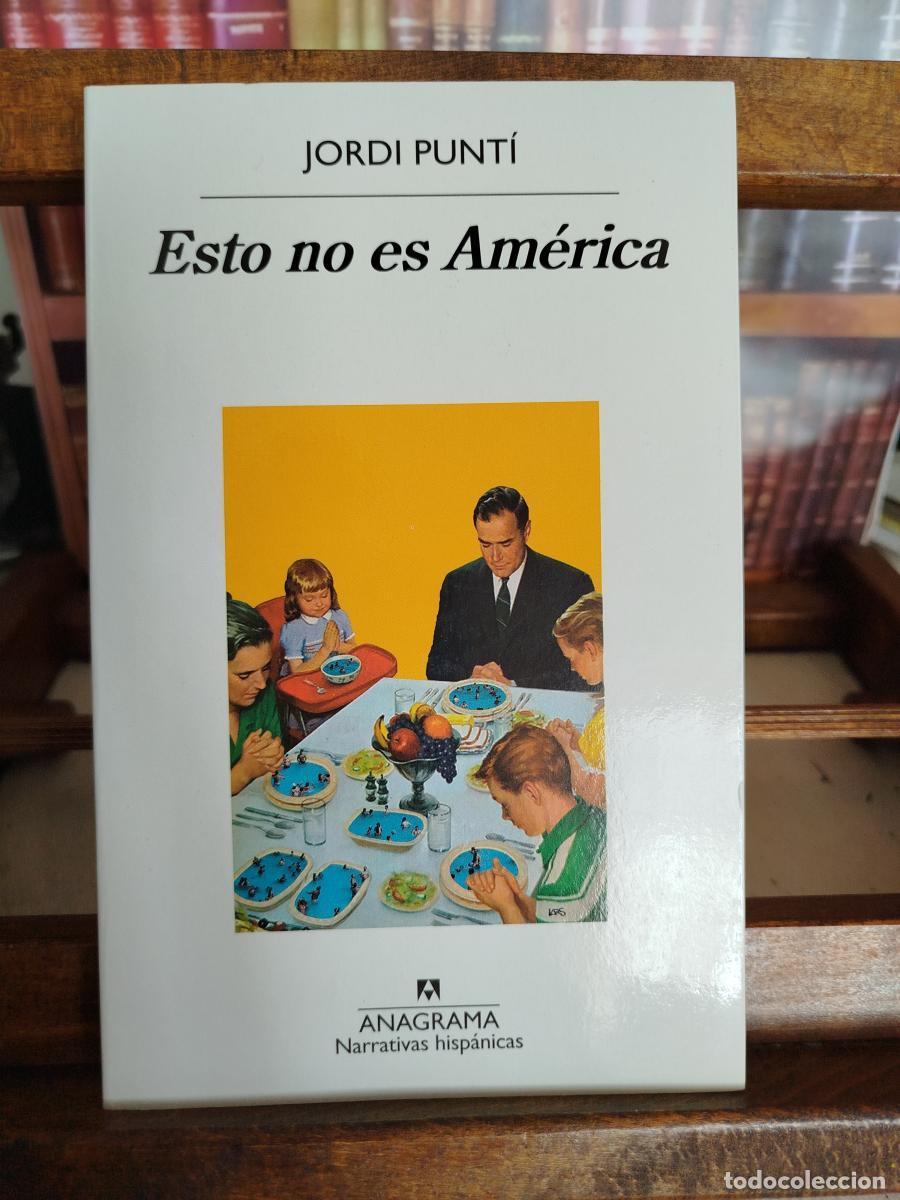 JORDI PUNTÍ
Esto no es América
ANAGRAMA
Narrativas hispánicas
todocoleccion